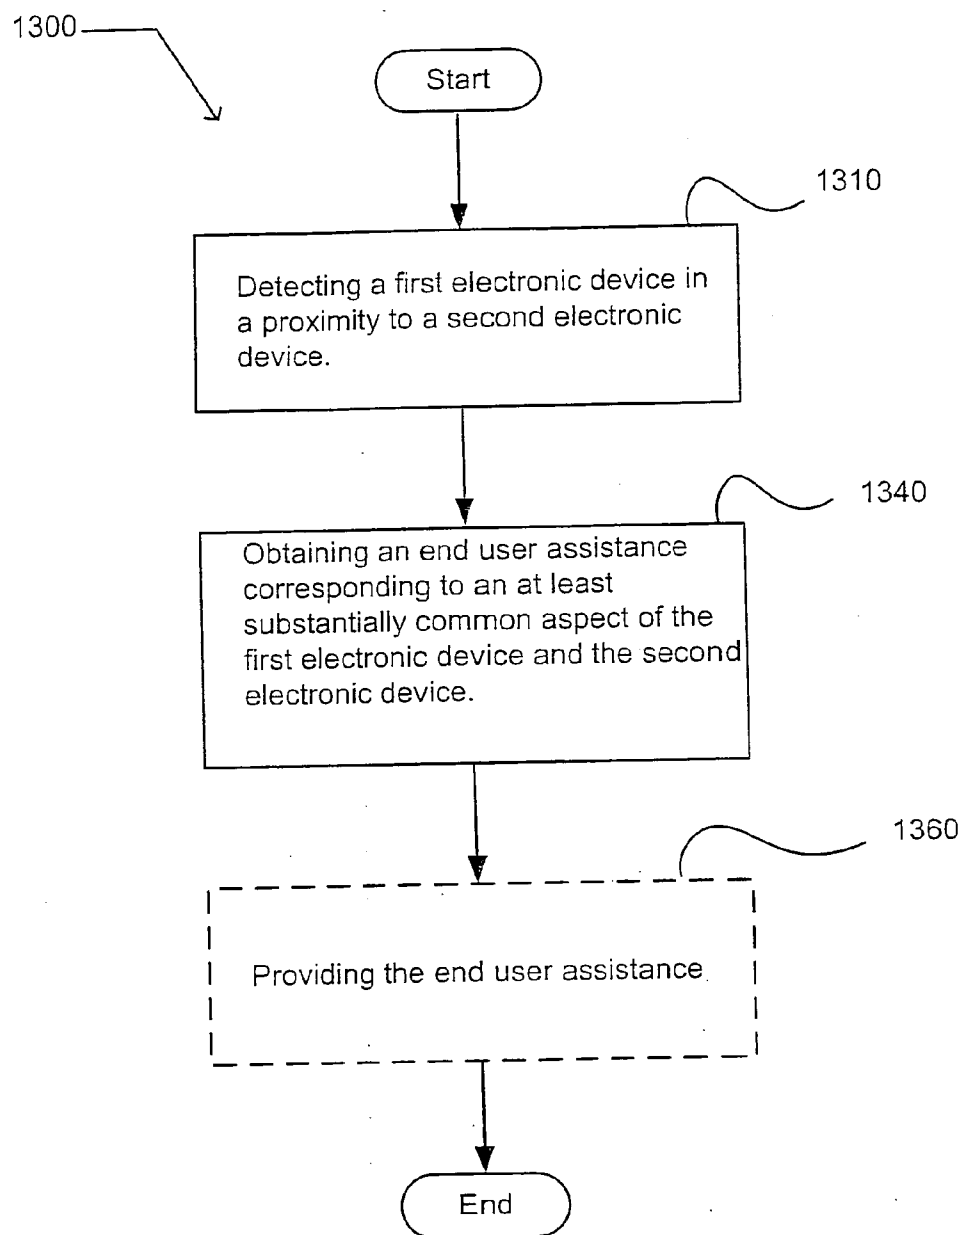 1300
Start
1310
Detecting a first electronic device in
a proximity to a second electronic
device.
1340
Obtaining an end user assistance
corresponding to an at least
substantially common aspect of the
first electronic device and the second
electronic device.
1360
Providing the end user assistance
End